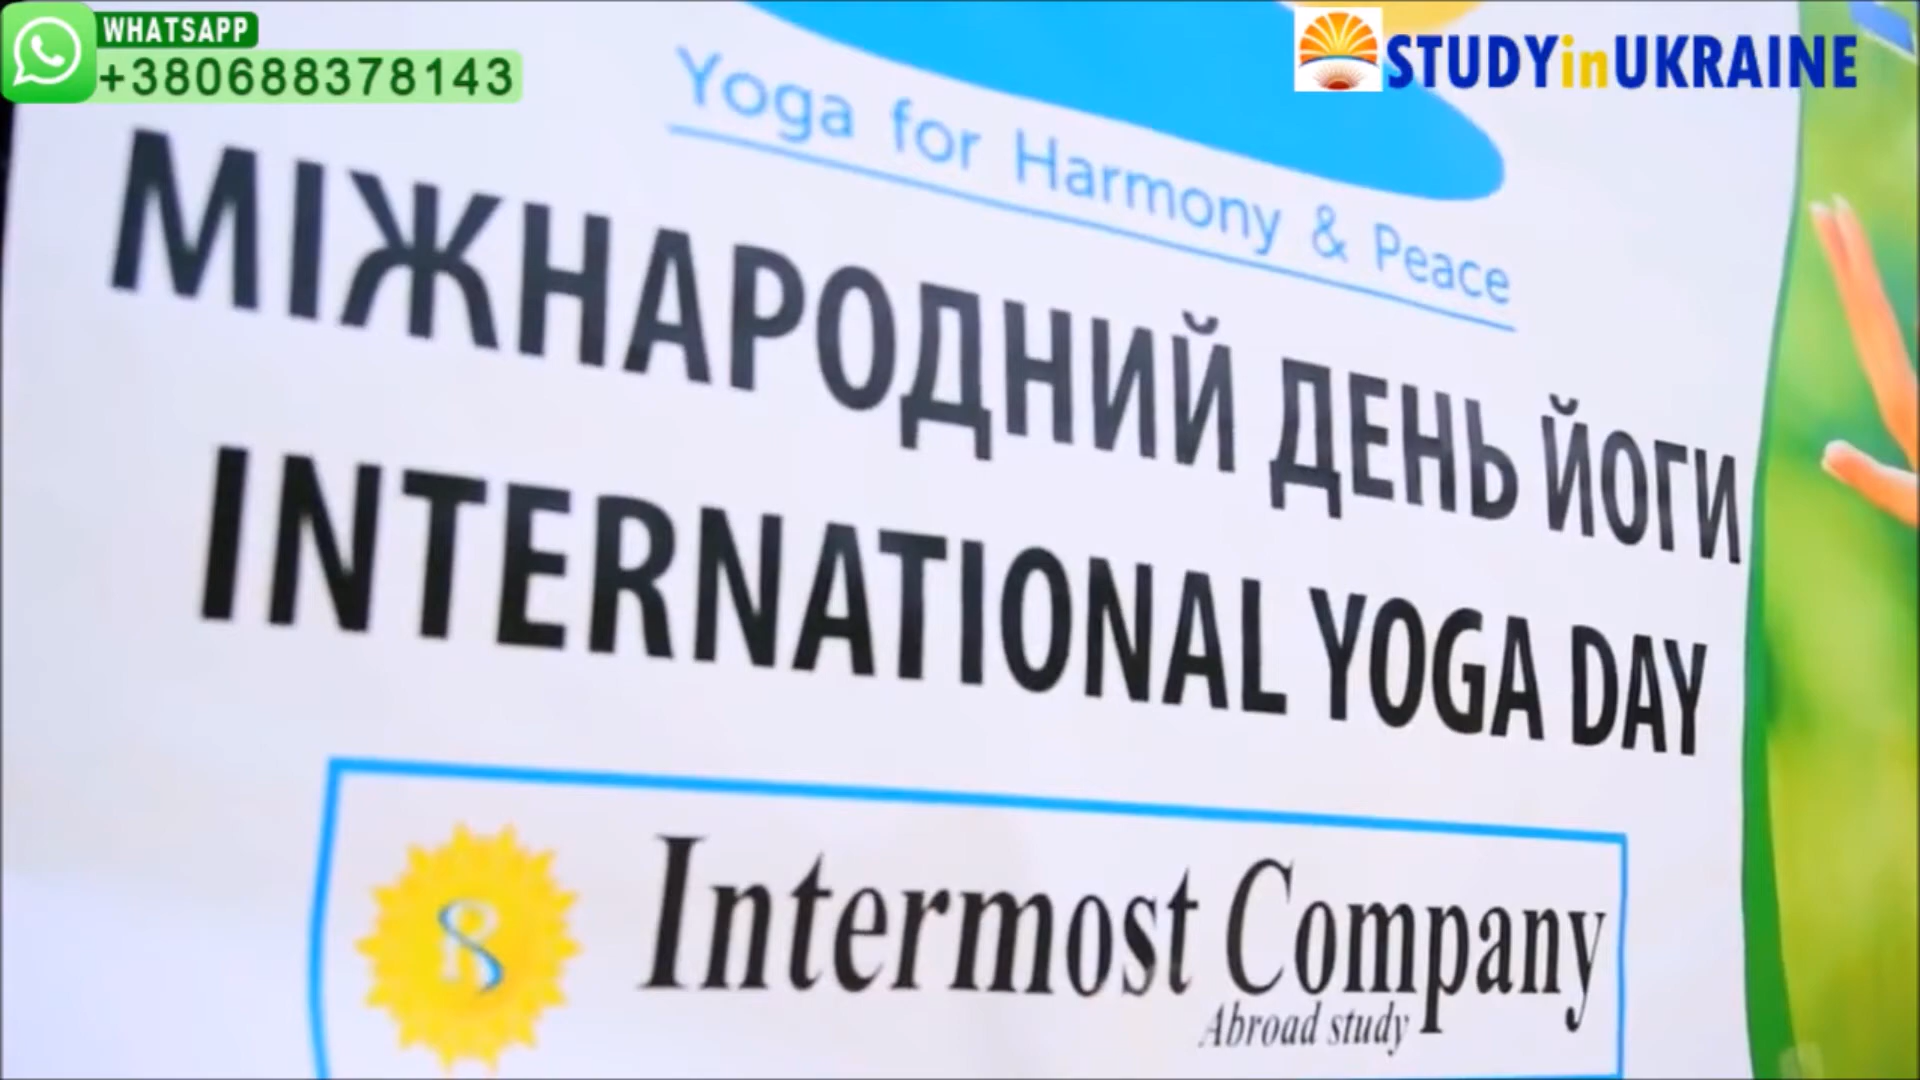 WHATSAPP
+380688378143
STUDYinUKRAINE
Yoga for Harmony & Peace
МІЖНАРОДНИЙ ДЕНЬ ЙОГИ
INTERNATIONAL YOGA DAY
Intermost Company
Abroad study